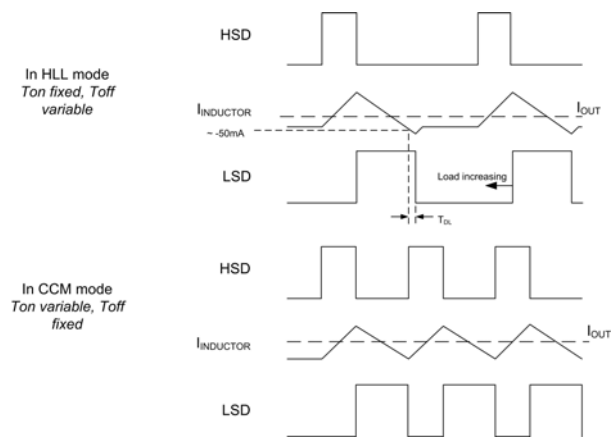 HSD
In HLL mode
Ton fixed, Toff
variable
IINDUCTOR
IOUT
~ -50mA
LSD
Load increasing
TDL
HSD
In CCM mode
Ton variable, Toff
fixed
IOUT
IINDUCTOR
LSD